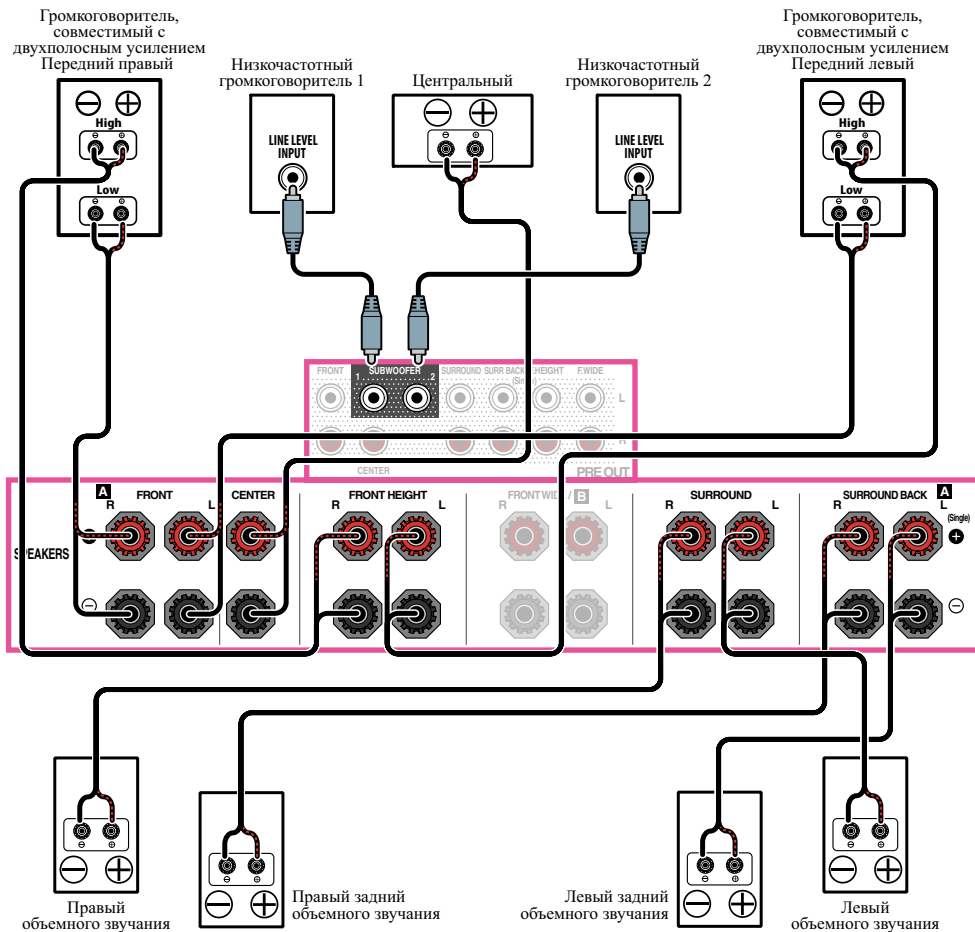 Громкоговоритель,
совместимый с
двухполосным усилением
Передний правый
Низкочастотный
громкоговоритель 1
Центральный
Низкочастотный
громкоговоритель 2
Громкоговоритель,
совместимый с
двухполосным усилением
Передний левый
High
Low
LINE LEVEL
INPUT
LINE LEVEL
INPUT
High
Low
FRONT
SUBWOOFER
1
2
SURROUND
SURR BACK
(Single)
F.HEIGHT
F.WIDE
L
R
CENTER
PRE OUT
SPEAKERS
A
R
FRONT
L
CENTER
FRONT HEIGHT
R
L
FRONT WIDE / B
R
L
SURROUND
R
L
SURROUND BACK
A
R
L
(Single)
Правый
объемного звучания
Правый задний
объемного звучания
Левый задний
объемного звучания
Левый
объемного звучания